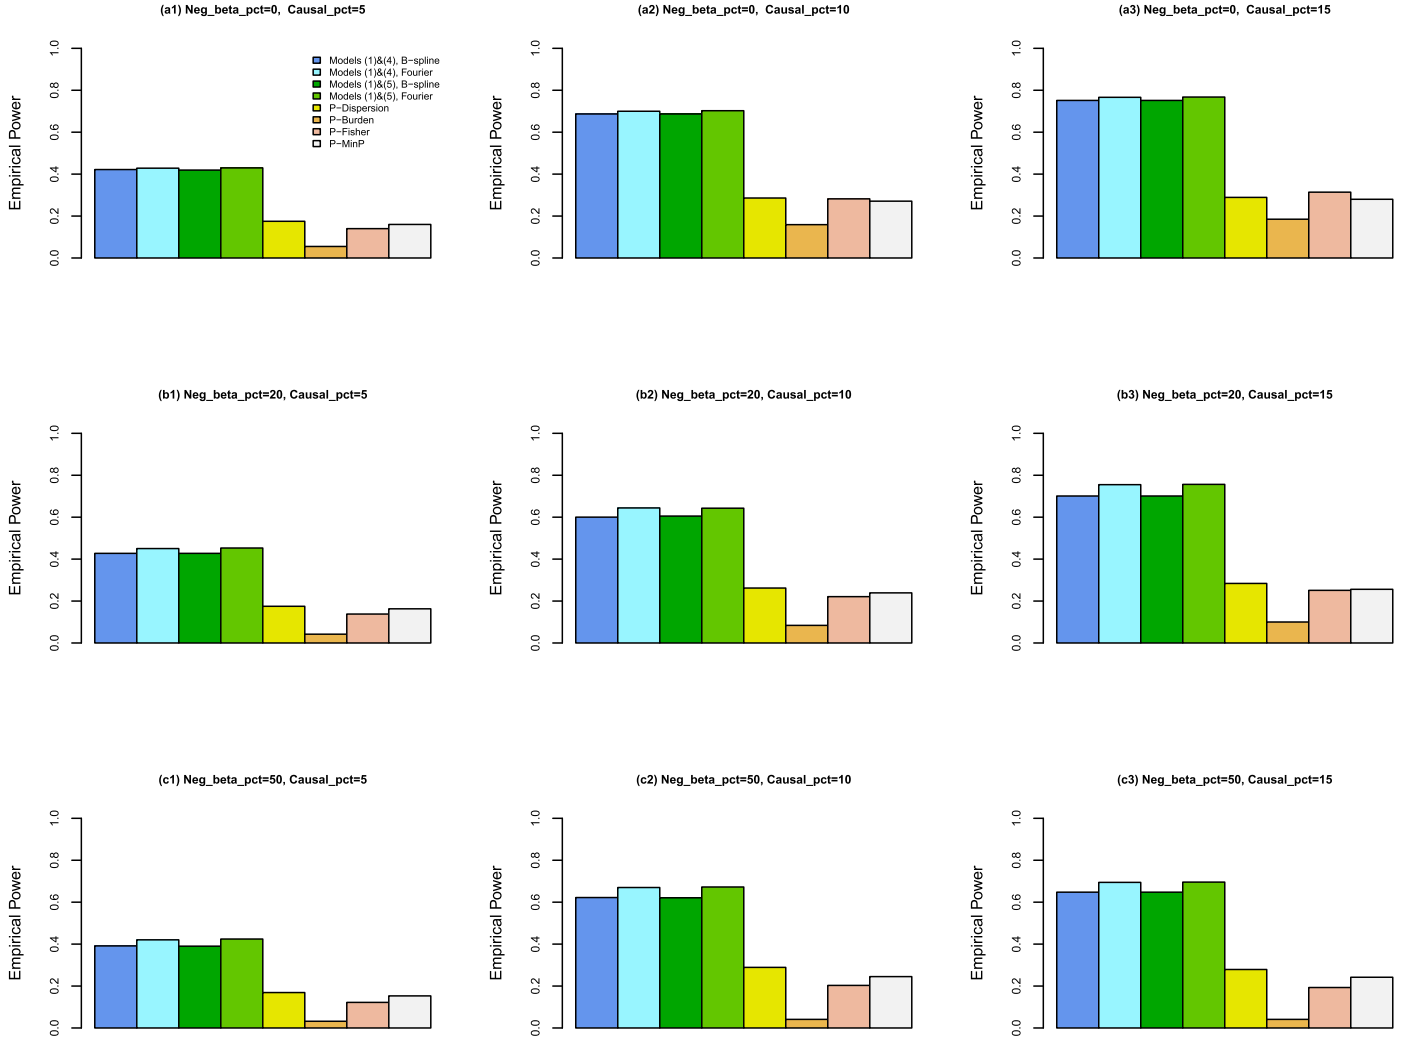 (a1) Neg_beta_pct=0,  Causal_pct=5
Empirical Power
0.0 0.2 0.4 0.6 0.8 1.0
Models (1)&(4), B−spline
Models (1)&(4), Fourier
Models (1)&(5), B−spline
Models (1)&(5), Fourier
P−Dispersion
P−Burden
P−Fisher
P−MinP
(a2) Neg_beta_pct=0,  Causal_pct=10
Empirical Power
0.0 0.2 0.4 0.6 0.8 1.0
(a3) Neg_beta_pct=0,  Causal_pct=15
Empirical Power
0.0 0.2 0.4 0.6 0.8 1.0
(b1) Neg_beta_pct=20, Causal_pct=5
Empirical Power
0.0 0.2 0.4 0.6 0.8 1.0
(b2) Neg_beta_pct=20, Causal_pct=10
Empirical Power
0.0 0.2 0.4 0.6 0.8 1.0
(b3) Neg_beta_pct=20, Causal_pct=15
Empirical Power
0.0 0.2 0.4 0.6 0.8 1.0
(c1) Neg_beta_pct=50, Causal_pct=5
Empirical Power
0.0 0.2 0.4 0.6 0.8 1.0
(c2) Neg_beta_pct=50, Causal_pct=10
Empirical Power
0.0 0.2 0.4 0.6 0.8 1.0
(c3) Neg_beta_pct=50, Causal_pct=15
Empirical Power
0.0 0.2 0.4 0.6 0.8 1.0